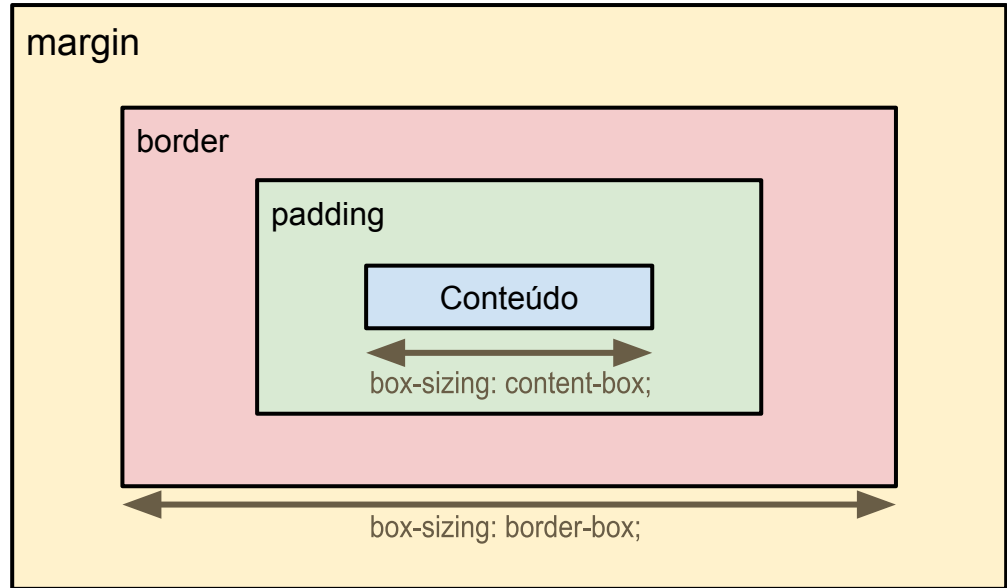 margin
border
padding
Conteúdo
box-sizing: content-box;
box-sizing: border-box;